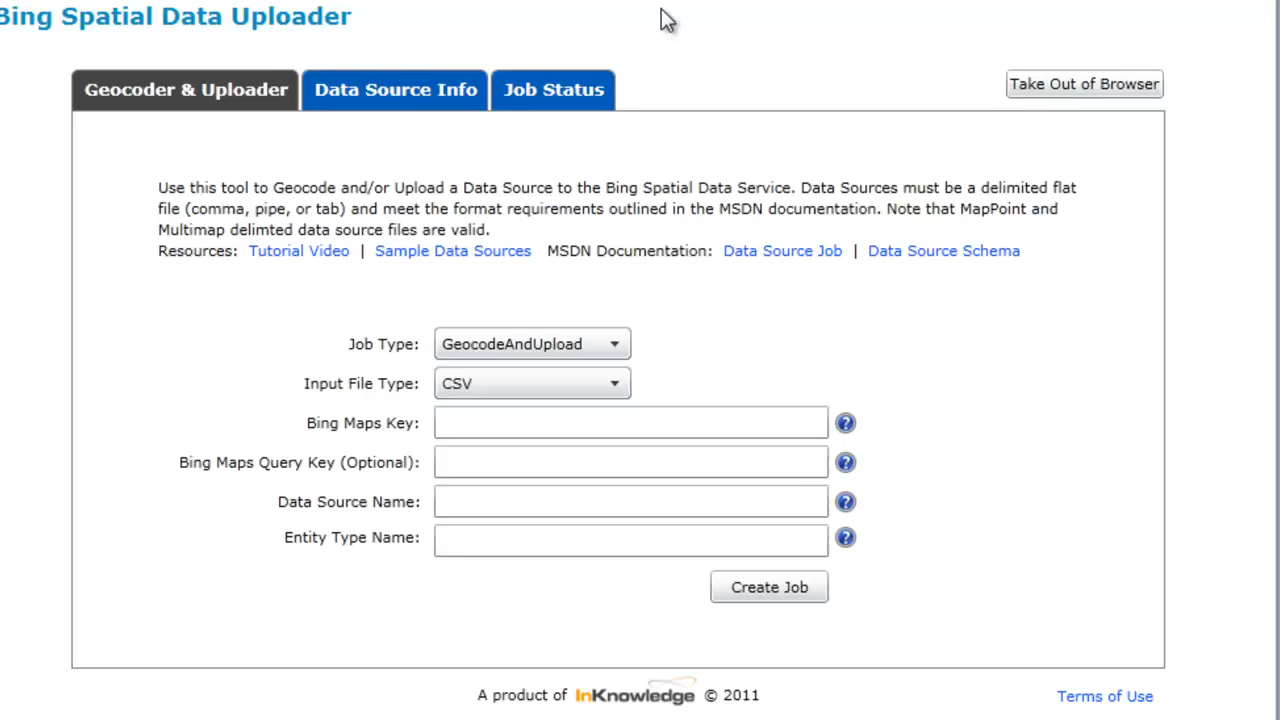 Bing Spatial Data Uploader
Geocoder & Uploader
Data Source Info
Job Status
Take Out of Browser
Use this tool to Geocode and/or Upload a Data Source to the Bing Spatial Data Service. Data Sources must be a delimited flat
file (comma, pipe, or tab) and meet the format requirements outlined in the MSDN documentation. Note that MapPoint and
Multimap delimted data source files are valid.
Resources: Tutorial Video | Sample Data Sources MSDN Documentation: Data Source Job | Data Source Schema
Job Type: GeocodeAndUpload
Input File Type: CSV
Bing Maps Key: ?
Bing Maps Query Key (Optional): ?
Data Source Name: ?
Entity Type Name: ?
Create Job
A product of InKnowledge © 2011
Terms of Use